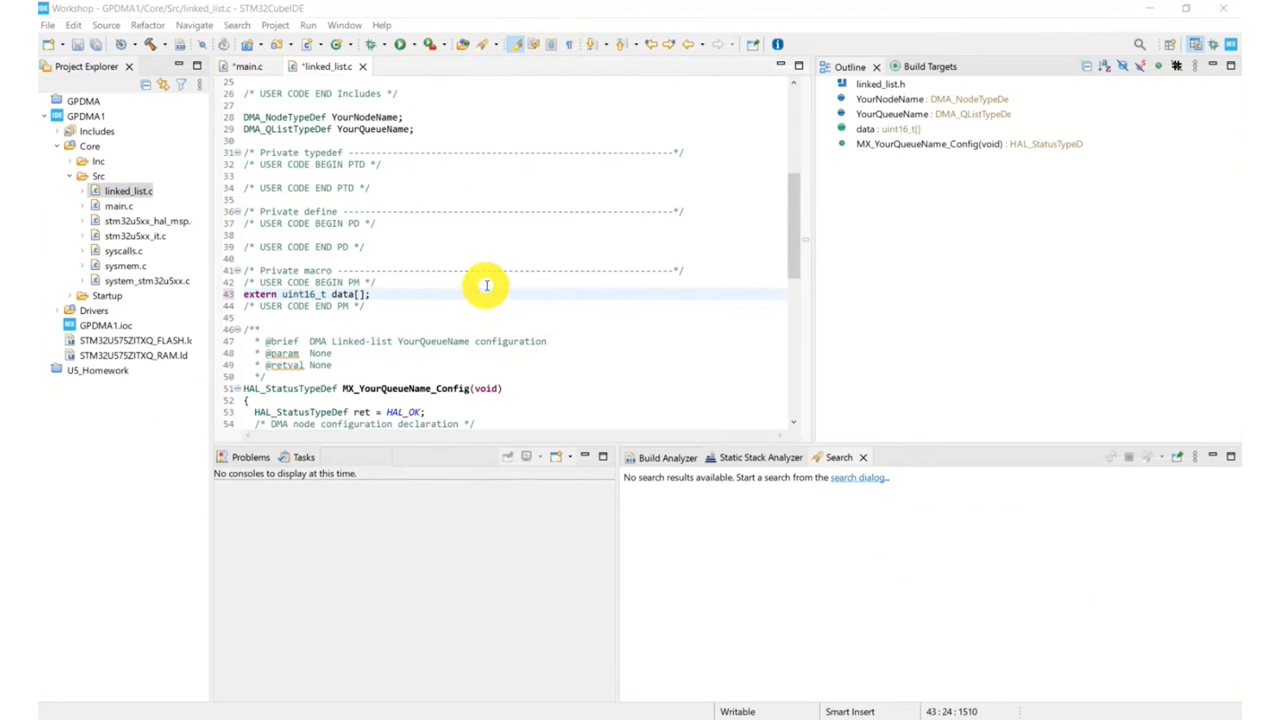 Workshop - GPDMA1/Core/Src/linked_list.c - STM32CubeIDE
File Edit Source Refactor Navigate Search Project Run Window Help
Project Explorer
GPDMA
GPDMA1
Includes
Core
Inc
Src
linked_list.c
main.c
stm32u5xx_hal_msp.
stm32u5xx_it.c
syscalls.c
sysmem.c
system_stm32u5xx.c
Startup
Drivers
GPDMA1.ioc
STM32U575ZITXQ_FLASH.lc
STM32U575ZITXQ_RAM.ld
U5_Homework
*main.c *linked_list.c
25
26 /* USER CODE END Includes */
27
28 DMA_NodeTypeDef YourNodeName;
29 DMA_QListTypeDef YourQueueName;
30
31 /* Private typedef -----------------------------------------------------------*/
32 /* USER CODE BEGIN PTD */
33
34 /* USER CODE END PTD */
35
36 /* Private define ------------------------------------------------------------*/
37 /* USER CODE BEGIN PD */
38
39 /* USER CODE END PD */
40
41 /* Private macro -------------------------------------------------------------*/
42 /* USER CODE BEGIN PM */
43 extern uint16_t data[];
44 /* USER CODE END PM */
45
46 /**
47 * @brief DMA Linked-list YourQueueName configuration
48 * @param None
49 * @retval None
50 */
51 HAL_StatusTypeDef MX_YourQueueName_Config(void)
52 {
53 HAL_StatusTypeDef ret = HAL_OK;
54 /* DMA node configuration declaration */
Outline Build Targets
linked_list.h
YourNodeName : DMA_NodeTypeDe
YourQueueName : DMA_QListTypeDe
data : uint16_t[]
MX_YourQueueName_Config(void) : HAL_StatusTypeD
Problems Tasks
No consoles to display at this time.
Build Analyzer Static Stack Analyzer Search
No search results available. Start a search from the search dialog...
Writable Smart Insert 43 : 24 : 1510